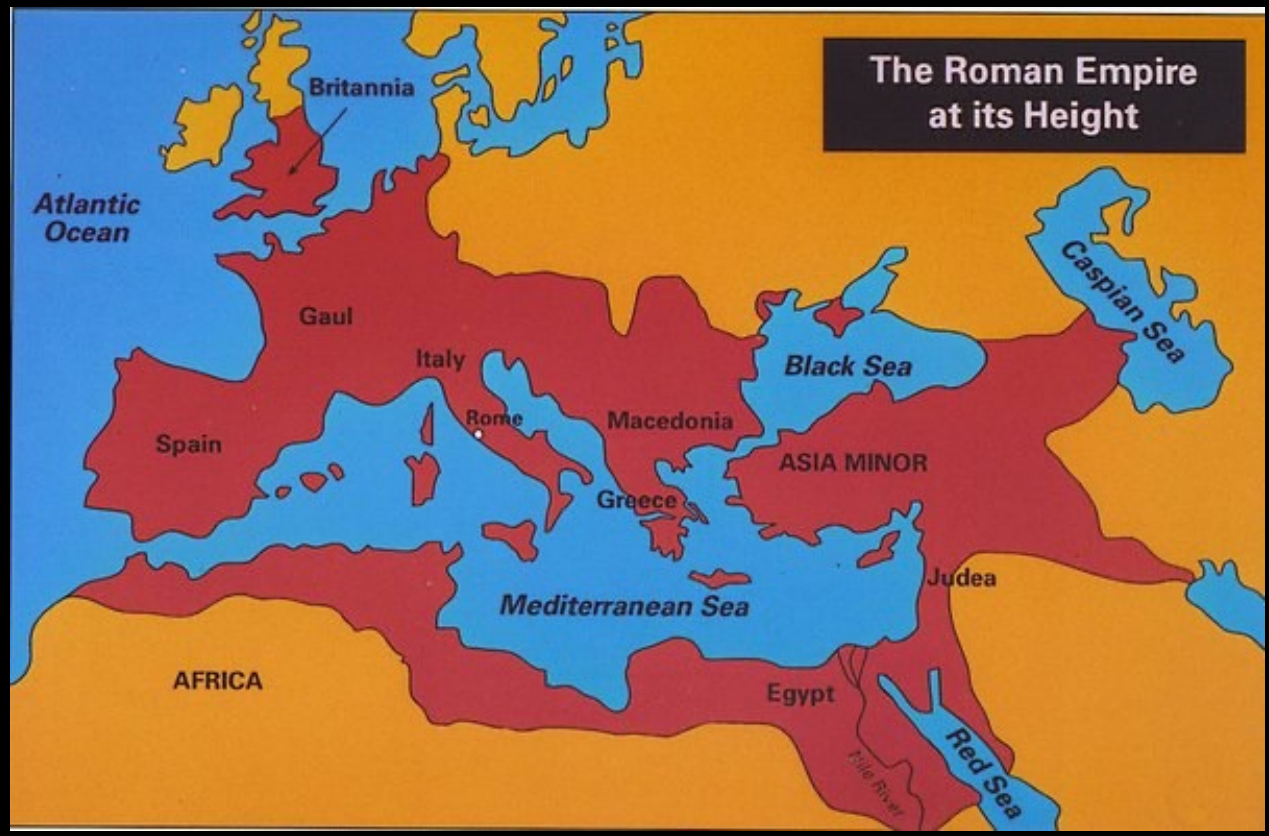 The Roman Empire
at its Height
Britannia
Atlantic
Ocean
Caspian Sea
Gaul
Italy
Black Sea
Rome
Macedonia
Spain
ASIA MINOR
Greece
Judea
Mediterranean Sea
AFRICA
Egypt
Nile River
Red Sea